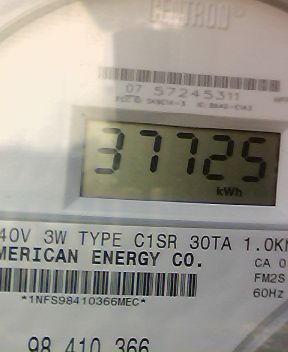 CENTRON
07 57245311
37725
kWh
40V 3W TYPE C1SR 30TA 1.0K
MERICAN ENERGY CO.
CA 0
FM2S
*1NFS98410366MEC*
60Hz
98 410 366